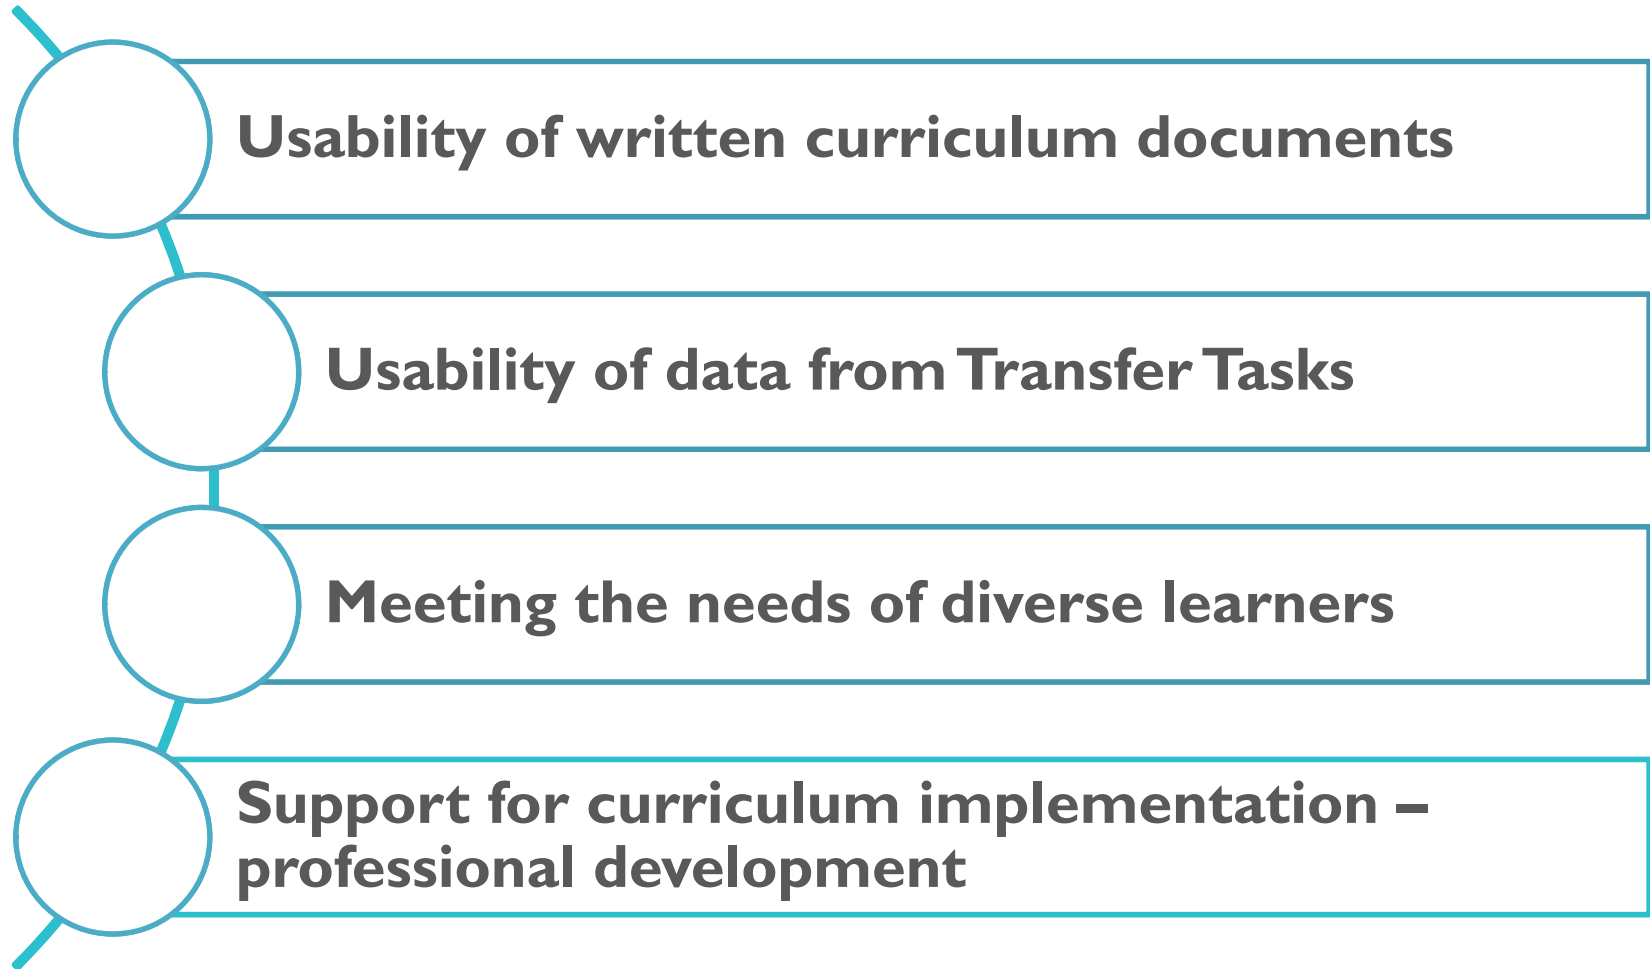 Usability of written curriculum documents
Usability of data from Transfer Tasks
Meeting the needs of diverse learners
Support for curriculum implementation –
professional development